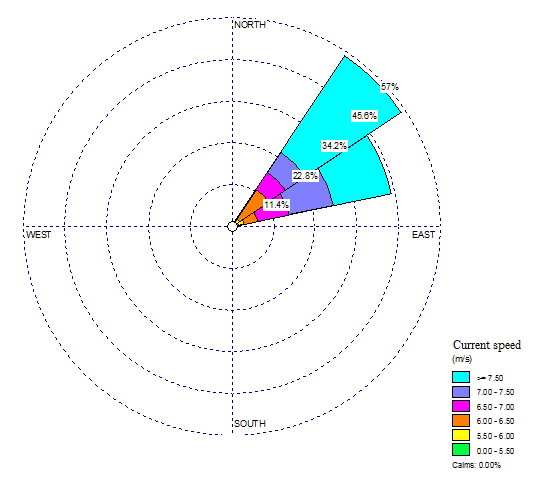 NORTH
57%
45.6%
34.2%
22.8%
11.4%
WEST
EAST
SOUTH
Current speed
(m/s)
>= 7.50
7.00 - 7.50
6.50 - 7.00
6.00 - 6.50
5.50 - 6.00
0.00 - 5.50
Calms: 0.00%